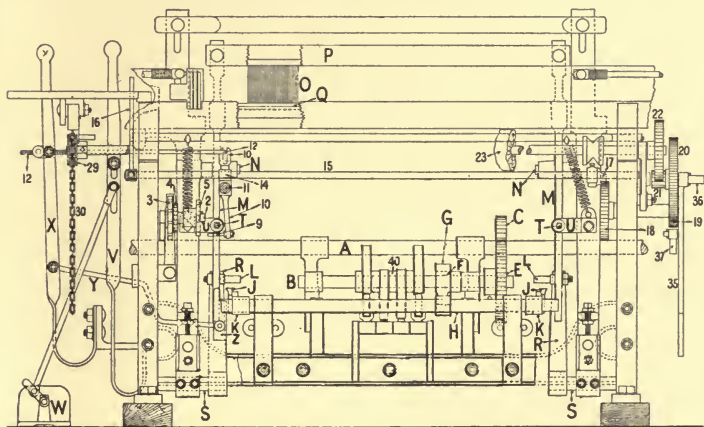 P
O
Q
16
12
22
20
23
10
N
15
14
11
12
29
N
17
36
30
4
5
2
M
10
M
3
T
9
U
T
U
18
21
19
37
X
V
A
G
C
35
40
F
Y
R
L
B
E
L
J
J
K
H
K
Z
R
W
S
S